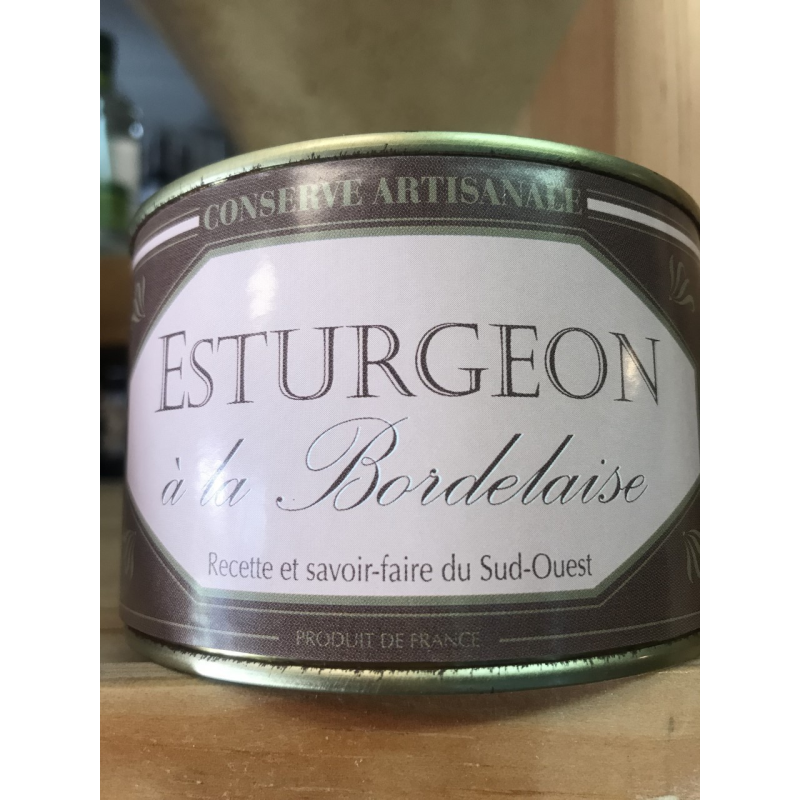 CONSERVE ARTISANALE
ESTURGEON
à la Bordelaise
Recette et savoir-faire du Sud-Ouest
PRODUIT DE FRANCE